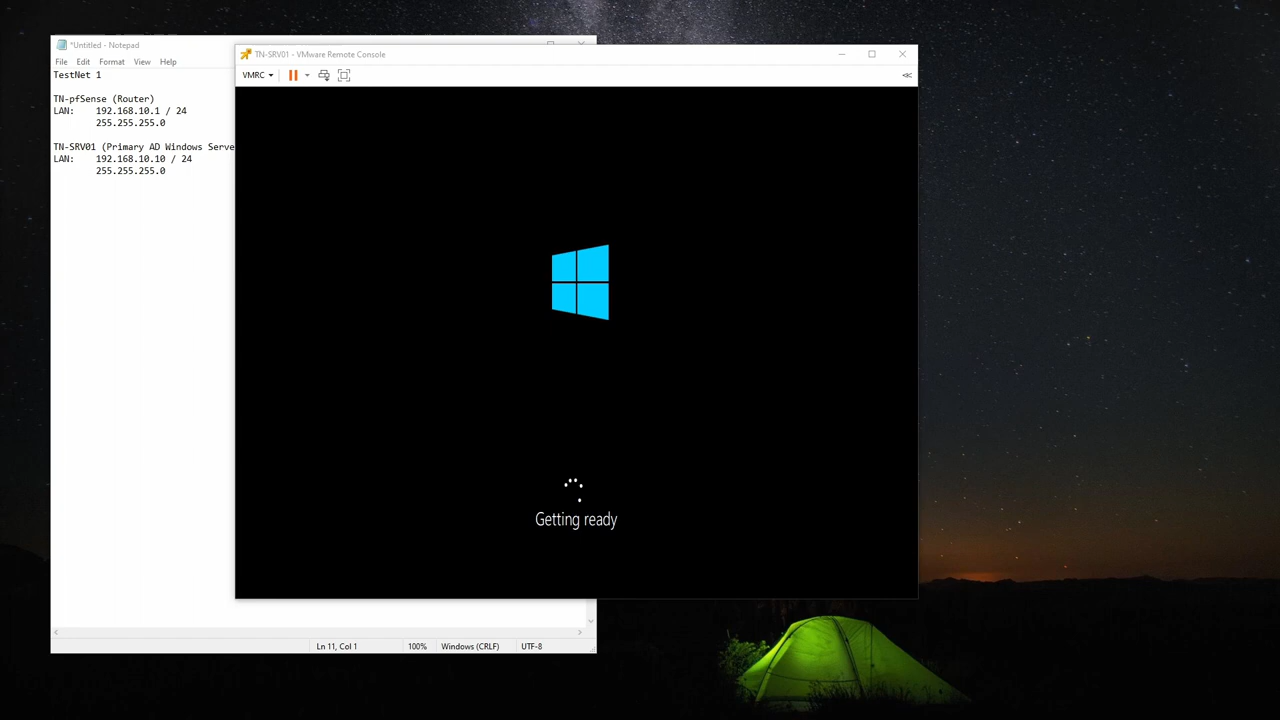 *Untitled - Notepad
File Edit Format View Help
TestNet 1
TN-pfSense (Router)
LAN: 192.168.10.1 / 24
255.255.255.0
TN-SRV01 (Primary AD Windows Serve
LAN: 192.168.10.10 / 24
255.255.255.0
Ln 11, Col 1 100% Windows (CRLF) UTF-8
TN-SRV01 - VMware Remote Console
VMRC
Getting ready